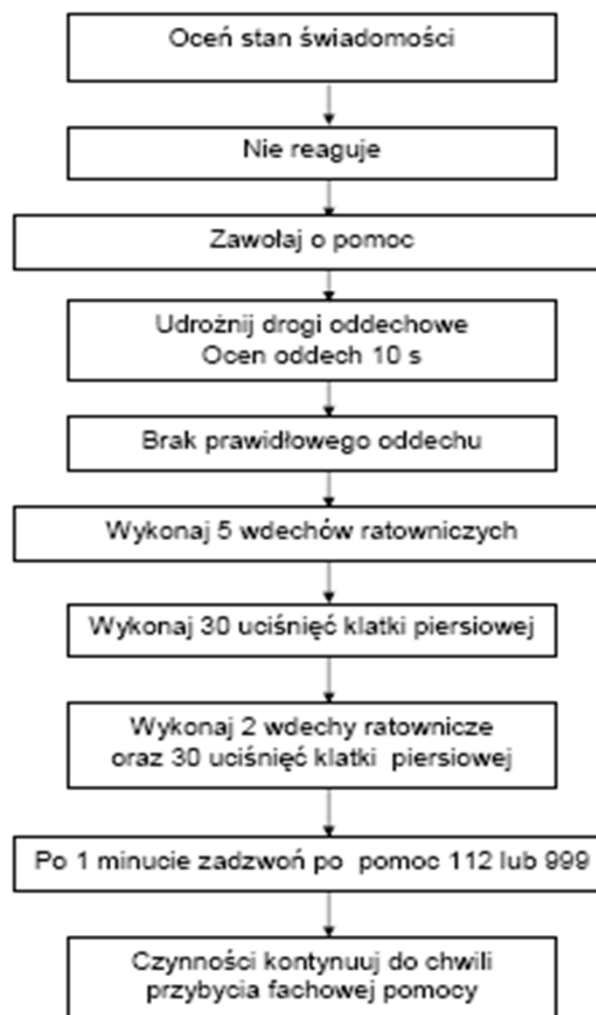 Oceń stan świadomości
Nie reaguje
Zawołaj o pomoc
Udrożnij drogi oddechowe
Ocen oddech 10 s
Brak prawidłowego oddechu
Wykonaj 5 wdechów ratowniczych
Wykonaj 30 uciśnięć klatki piersiowej
Wykonaj 2 wdechy ratownicze
oraz 30 uciśnięć klatki piersiowej
Po 1 minucie zadzwoń po pomoc 112 lub 999
Czynności kontynuuj do chwili
przybycia fachowej pomocy